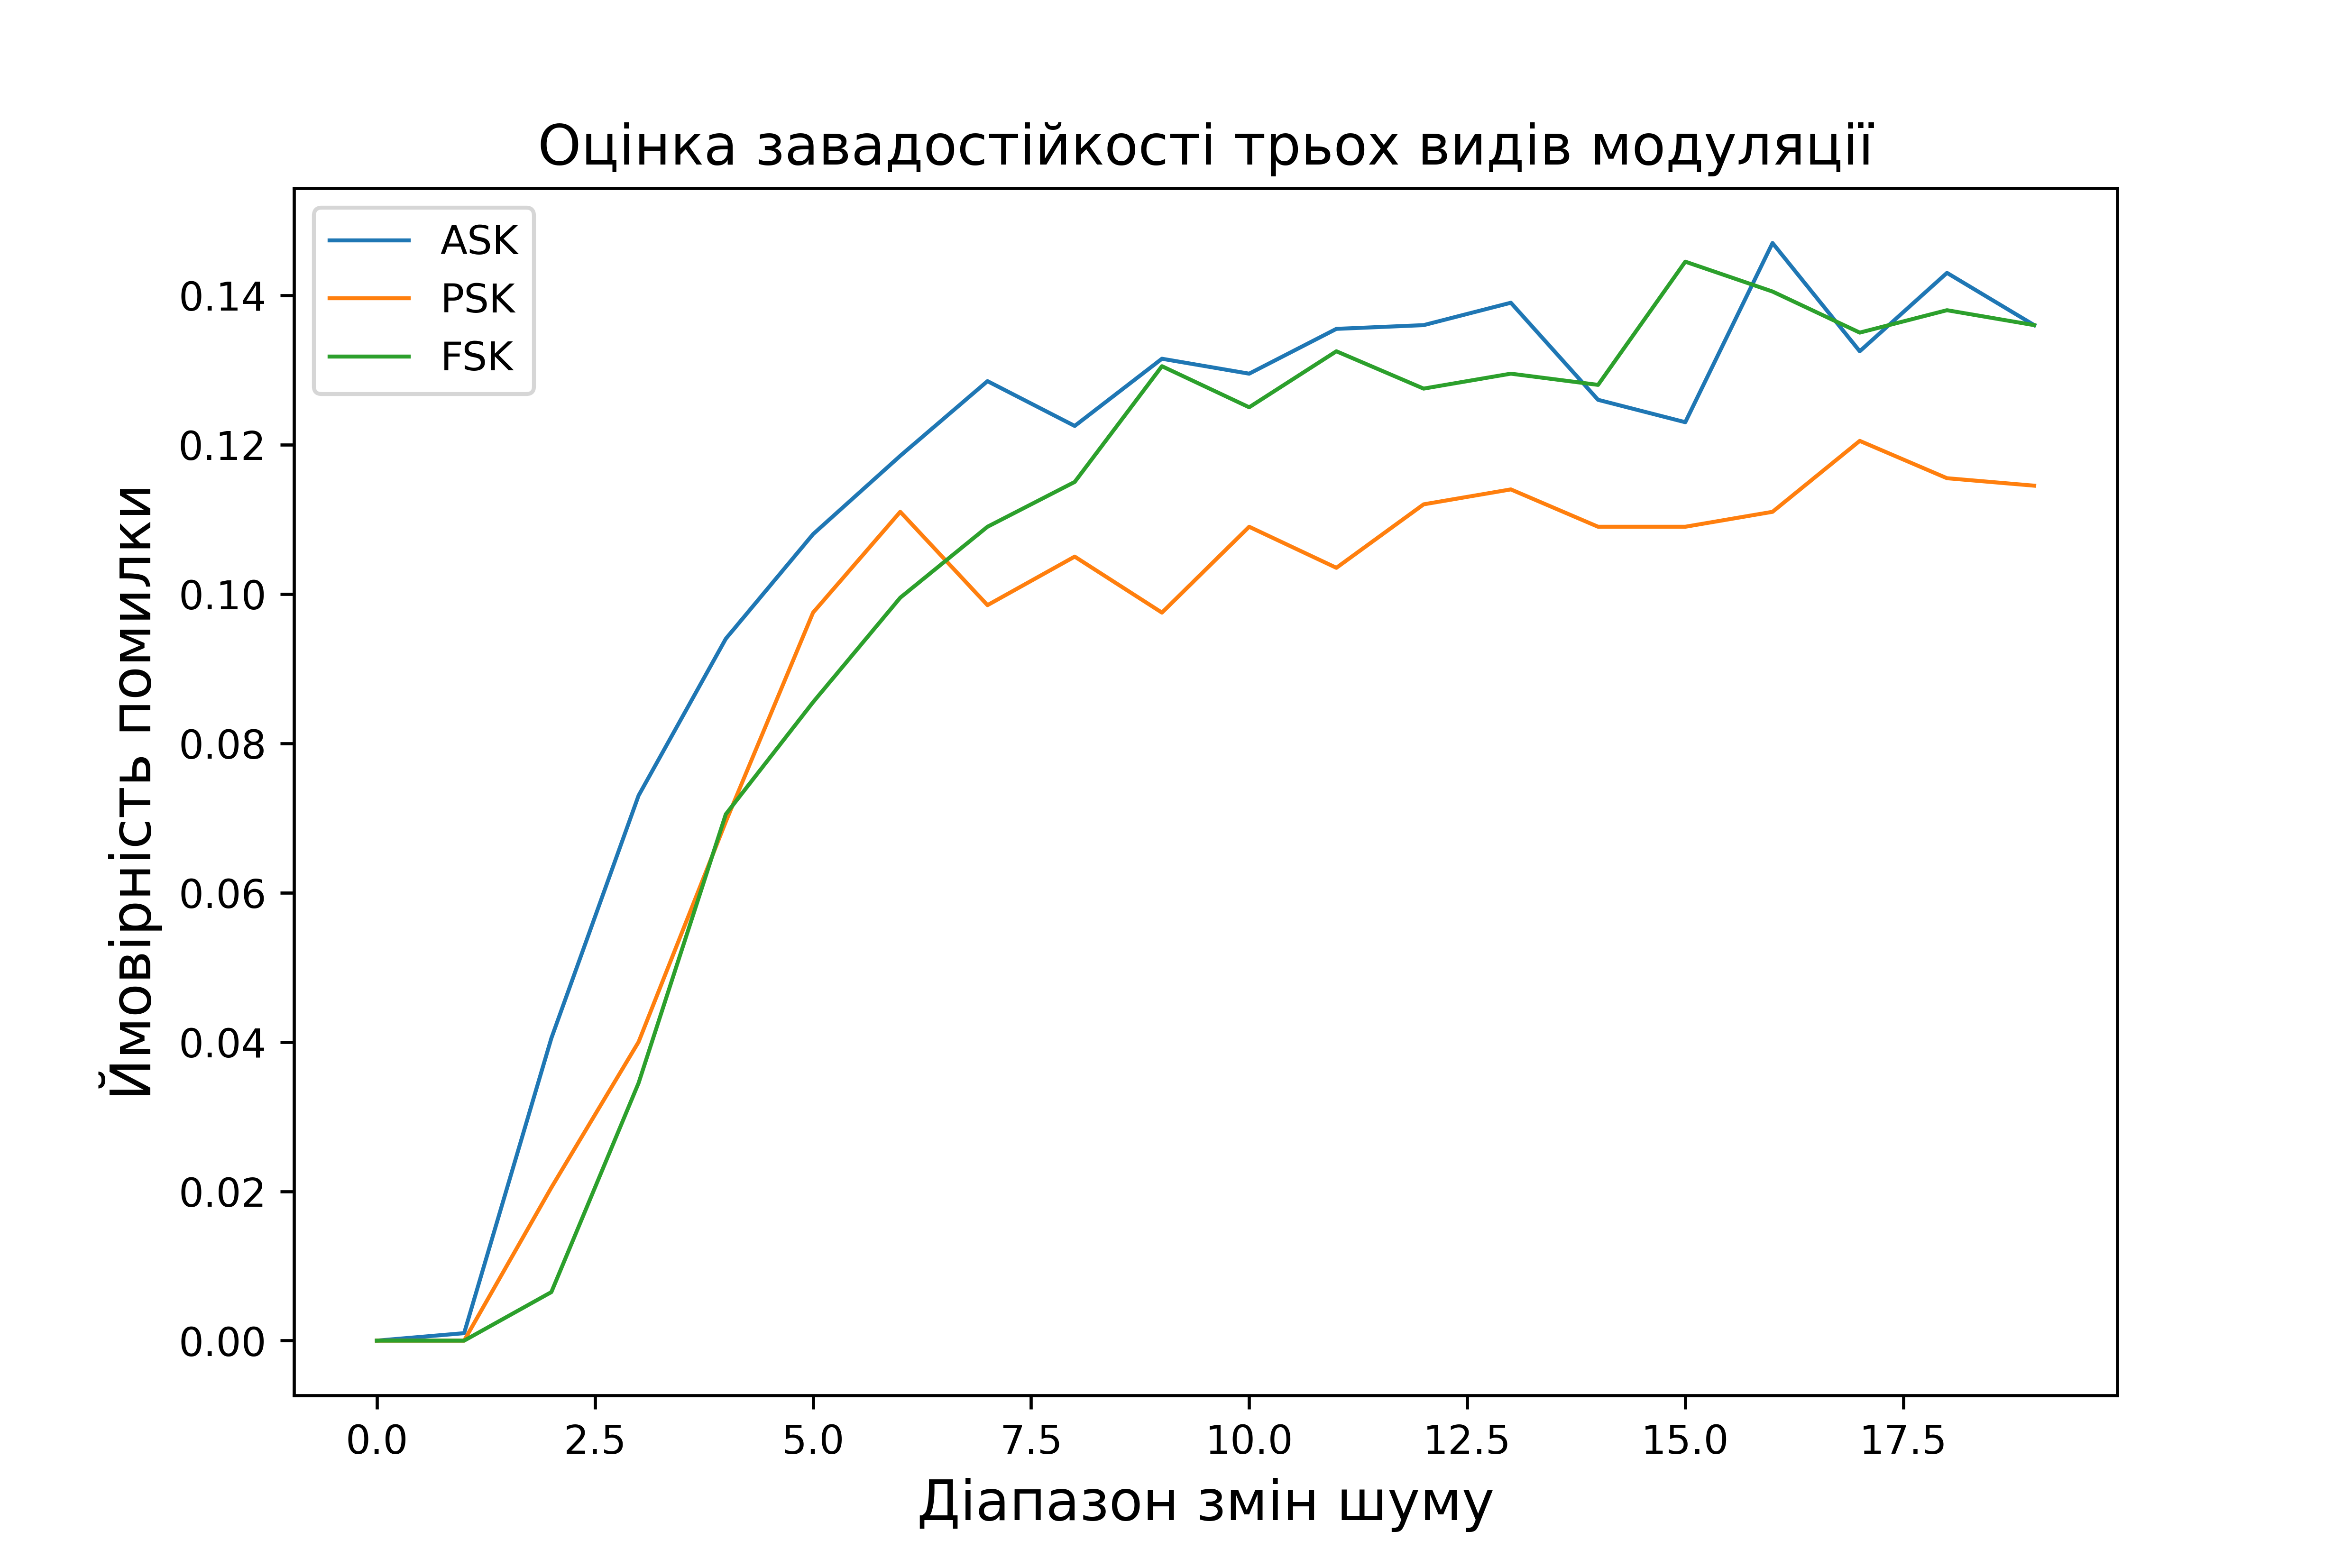 Оцінка завадостійкості трьох видів модуляції
ASK
PSK
FSK
Ймовірність помилки
0.14
0.12
0.10
0.08
0.06
0.04
0.02
0.00
0.0 2.5 5.0 7.5 10.0 12.5 15.0 17.5
Діапазон змін шуму